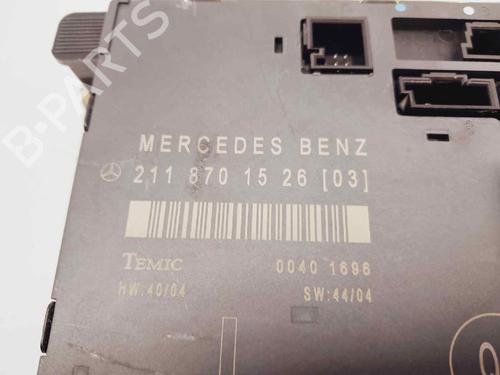 B-PARTS
MERCEDES BENZ
211 870 15 26 [03]
TEMIC 0040 1696
HW:40/04 SW:44/04
Q